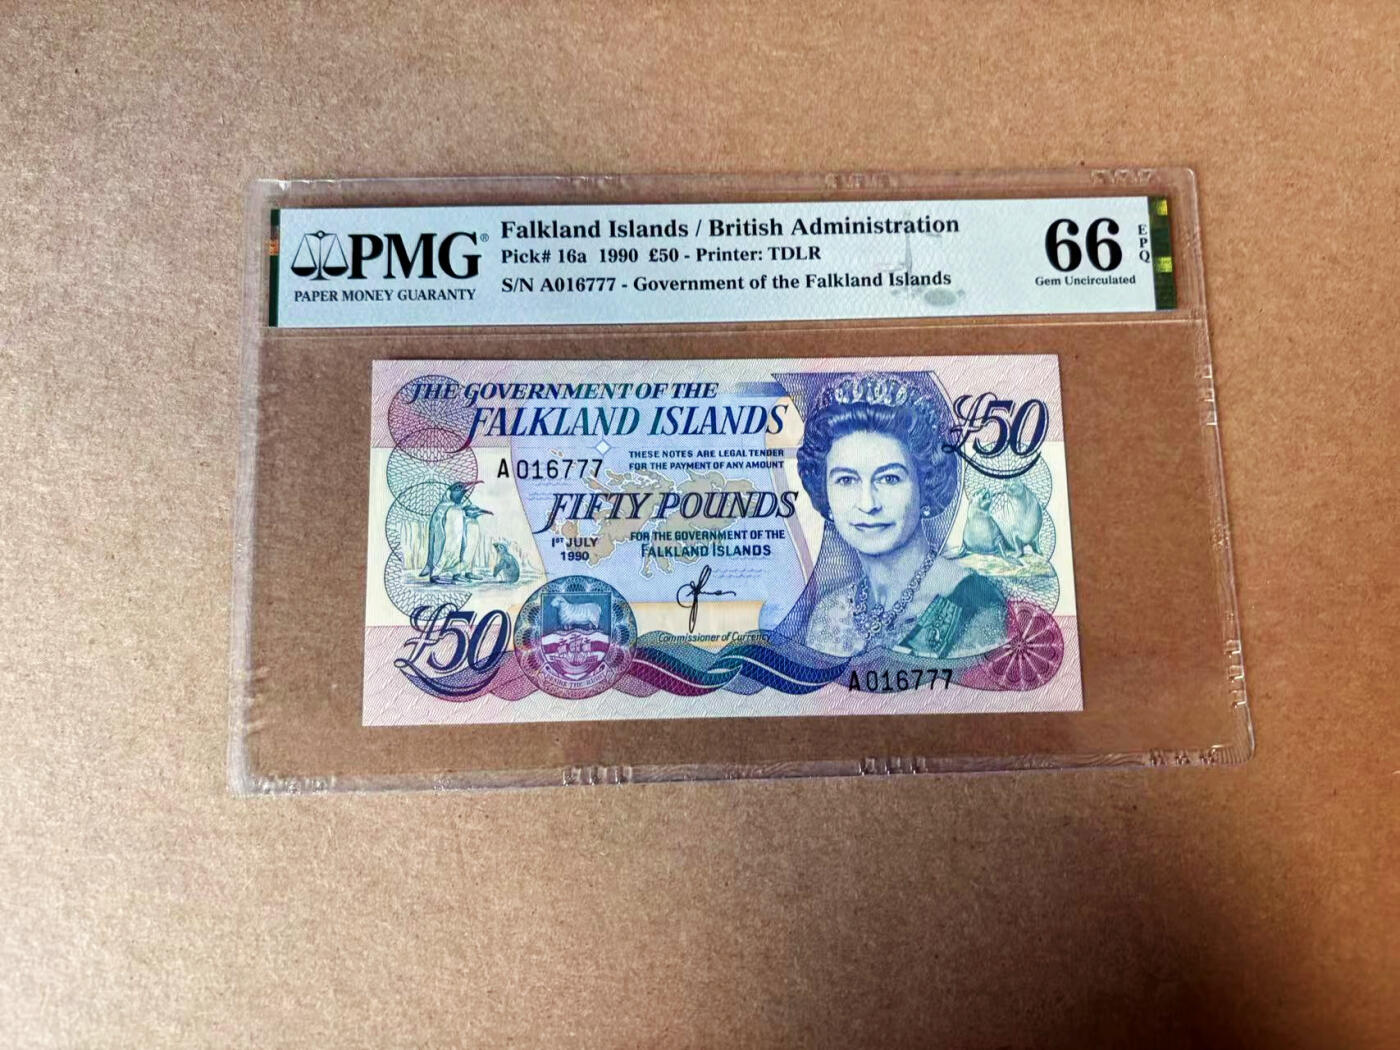 PMG®
PAPER MONEY GUARANTY
Falkland Islands / British Administration
Pick# 16a 1990 £50 - Printer: TDLR
S/N A016777 - Government of the Falkland Islands
66
EPQ
Gem Uncirculated
THE GOVERNMENT OF THE
FALKLAND ISLANDS
£50
THESE NOTES ARE LEGAL TENDER
FOR THE PAYMENT OF ANY AMOUNT
A016777
FIFTY POUNDS
1ST JULY
1990
FOR THE GOVERNMENT OF THE
FALKLAND ISLANDS
Commissioner of Currency
£50
A016777